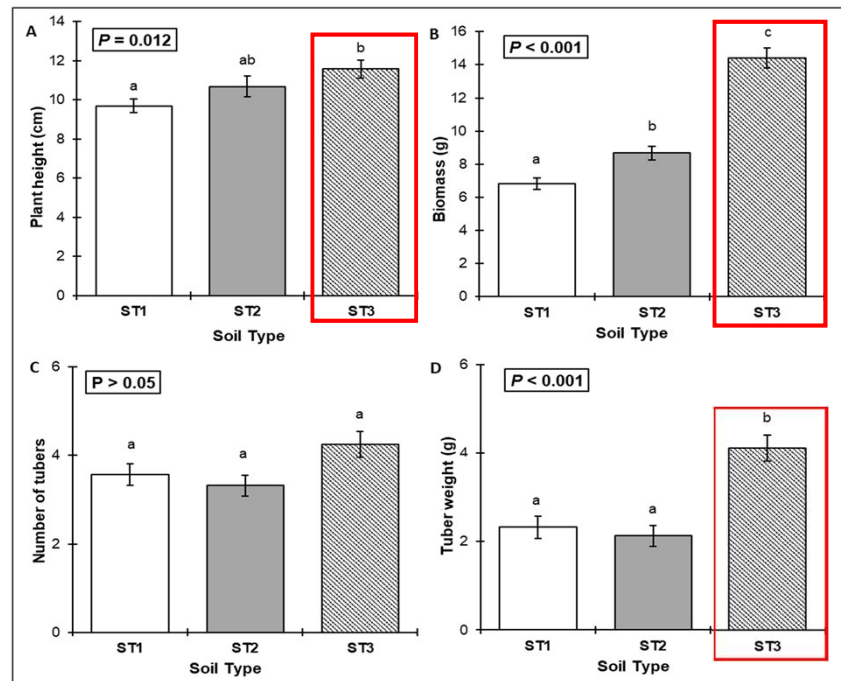 A
P = 0.012
Plant height (cm)
14
12
10
8
6
4
2
0
a
ab
b
ST1
ST2
ST3
Soil Type
B
P < 0.001
Biomass (g)
16
14
12
10
8
6
4
2
0
a
b
c
ST1
ST2
ST3
Soil Type
C
P > 0.05
Number of tubers
6
4
2
0
a
a
a
ST1
ST2
ST3
Soil Type
D
P < 0.001
Tuber weight (g)
6
4
2
0
a
a
b
ST1
ST2
ST3
Soil Type